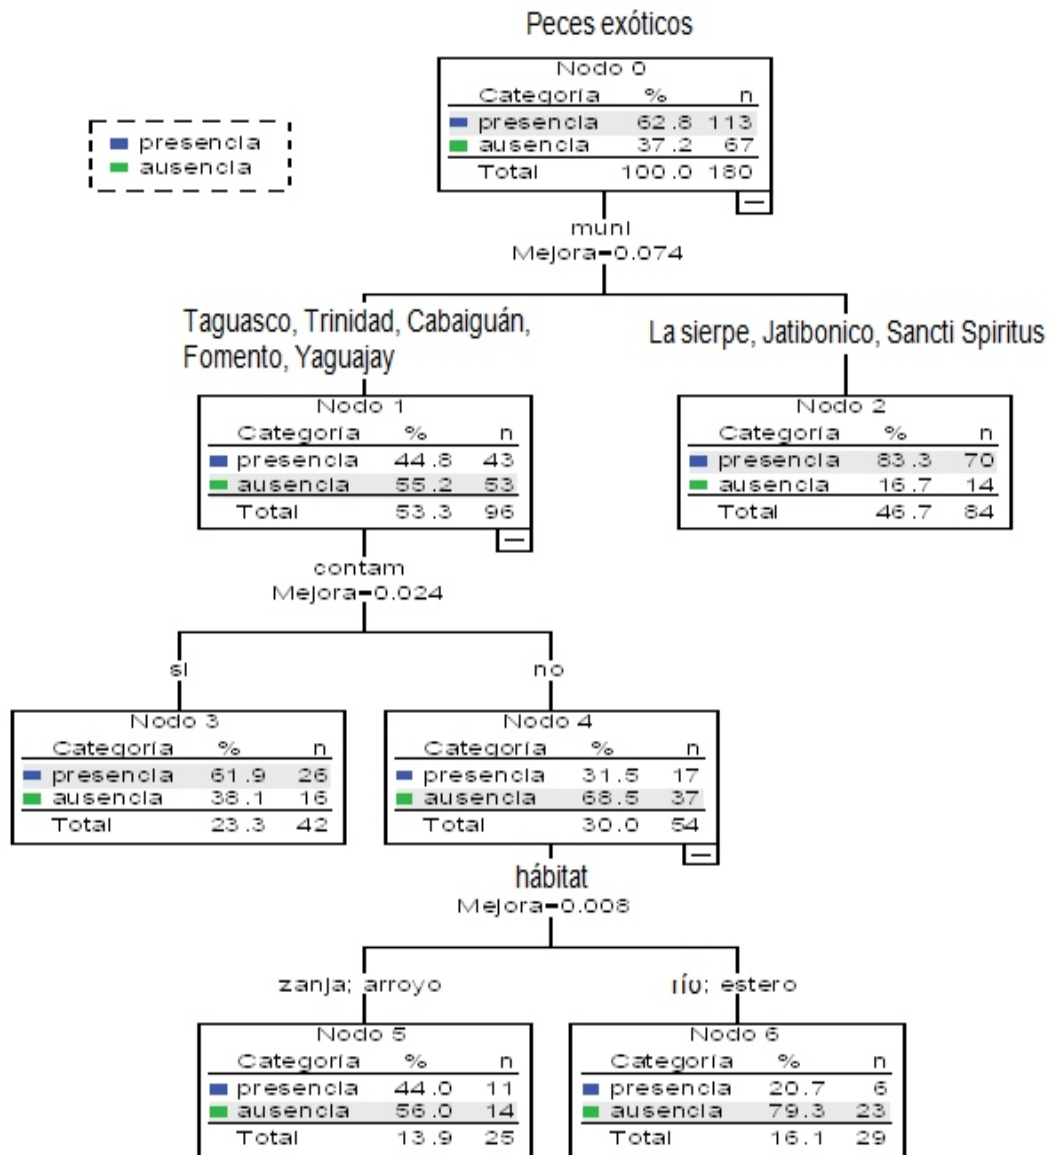 Peces exóticos
presencia
ausencia
Nodo 0
Categoría % n
presencia 62.8 113
ausencia 37.2 67
Total 100.0 180
muni
Mejora=0.074
Taguasco, Trinidad, Cabaiguán,
Fomento, Yaguajay
La sierpe, Jatibonico, Sancti Spiritus
Nodo 1
Categoría % n
presencia 44.8 43
ausencia 55.2 53
Total 53.3 96
Nodo 2
Categoría % n
presencia 83.3 70
ausencia 16.7 14
Total 46.7 84
contam
Mejora=0.024
si
no
Nodo 3
Categoría % n
presencia 61.9 26
ausencia 38.1 16
Total 23.3 42
Nodo 4
Categoría % n
presencia 31.5 17
ausencia 68.5 37
Total 30.0 54
hábitat
Mejora=0.008
zanja; arroyo
río; estero
Nodo 5
Categoría % n
presencia 44.0 11
ausencia 56.0 14
Total 13.9 25
Nodo 6
Categoría % n
presencia 20.7 6
ausencia 79.3 23
Total 16.1 29